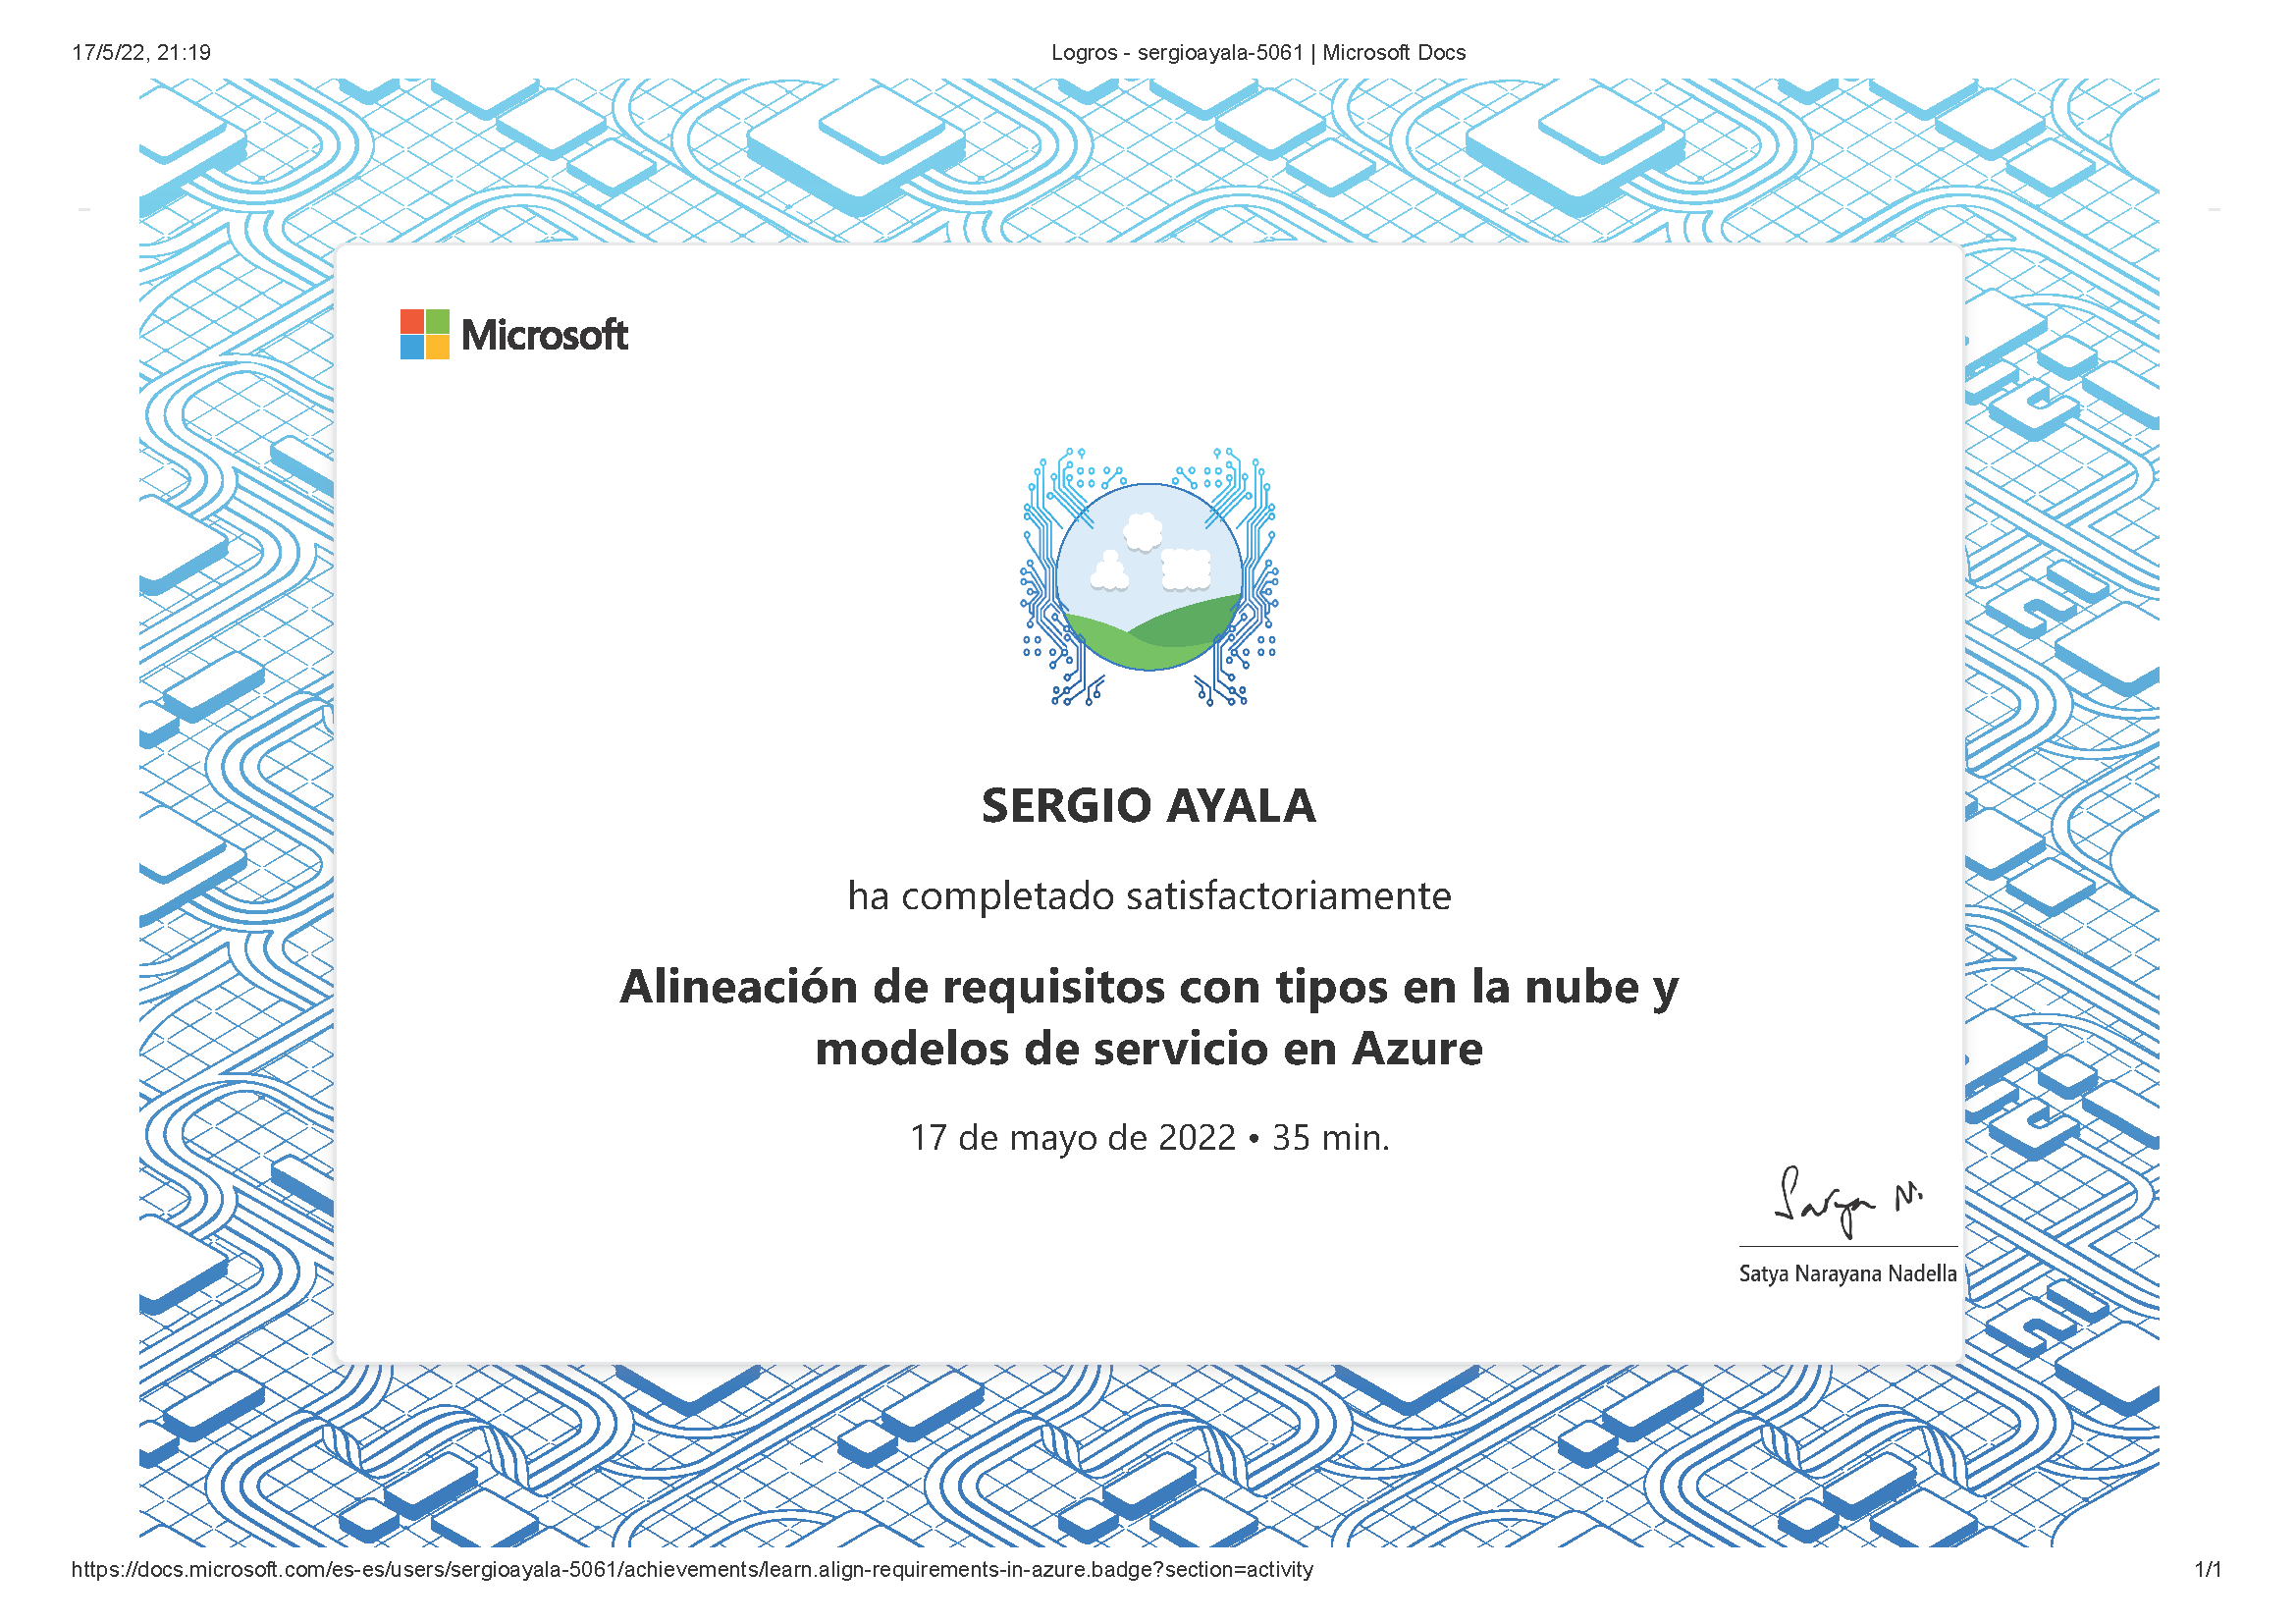 17/5/22, 21:19
Logros - sergioayala-5061 | Microsoft Docs
Microsoft
SERGIO AYALA
ha completado satisfactoriamente
Alineación de requisitos con tipos en la nube y
modelos de servicio en Azure
17 de mayo de 2022 • 35 min.
Satya N.
Satya Narayana Nadella
https://docs.microsoft.com/es-es/users/sergioayala-5061/achievements/learn.align-requirements-in-azure.badge?section=activity
1/1